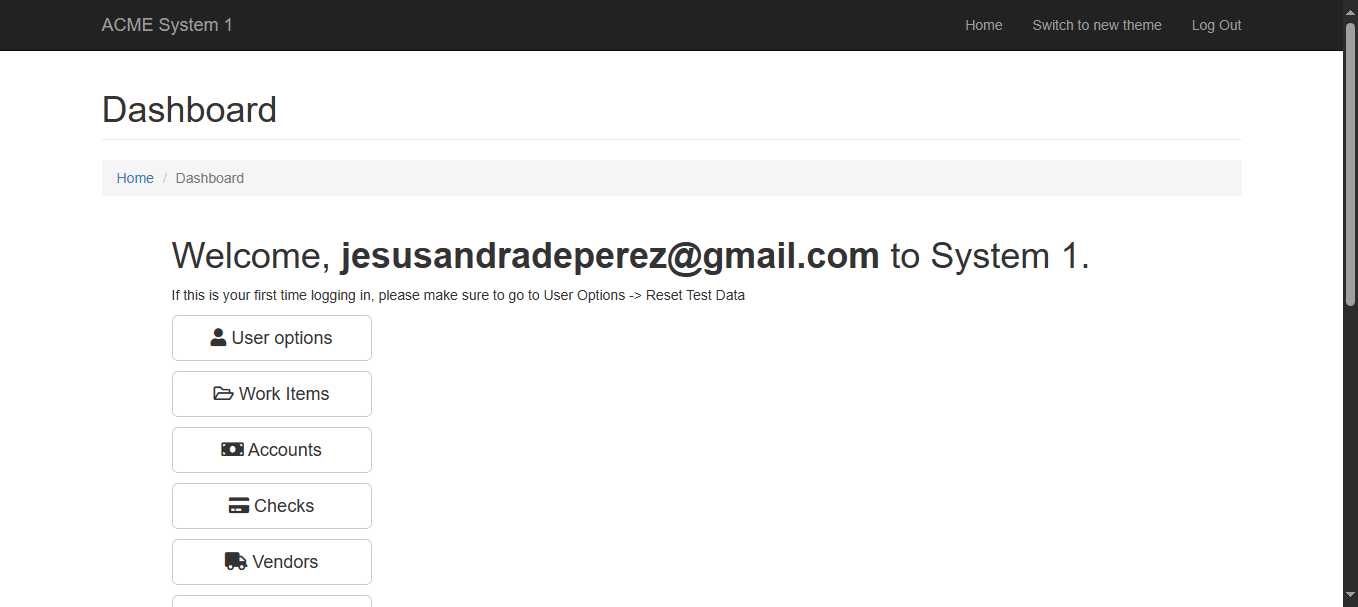 ACME System 1
Home
Switch to new theme
Log Out
Dashboard
Home / Dashboard
Welcome, jesusandradeperez@gmail.com to System 1.
If this is your first time logging in, please make sure to go to User Options -> Reset Test Data
User options
Work Items
Accounts
Checks
Vendors